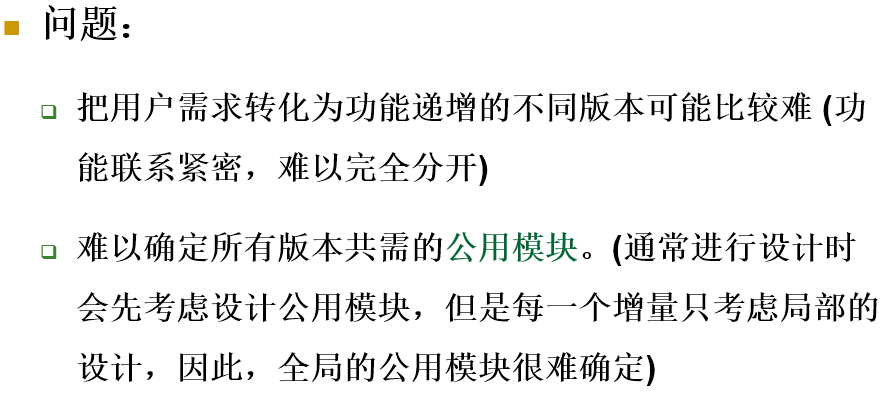 问题：
把用户需求转化为功能递增的不同版本可能比较难 (功
能联系紧密，难以完全分开)
难以确定所有版本共需的公用模块。(通常进行设计时
会先考虑设计公用模块，但是每一个增量只考虑局部的
设计，因此，全局的公用模块很难确定)